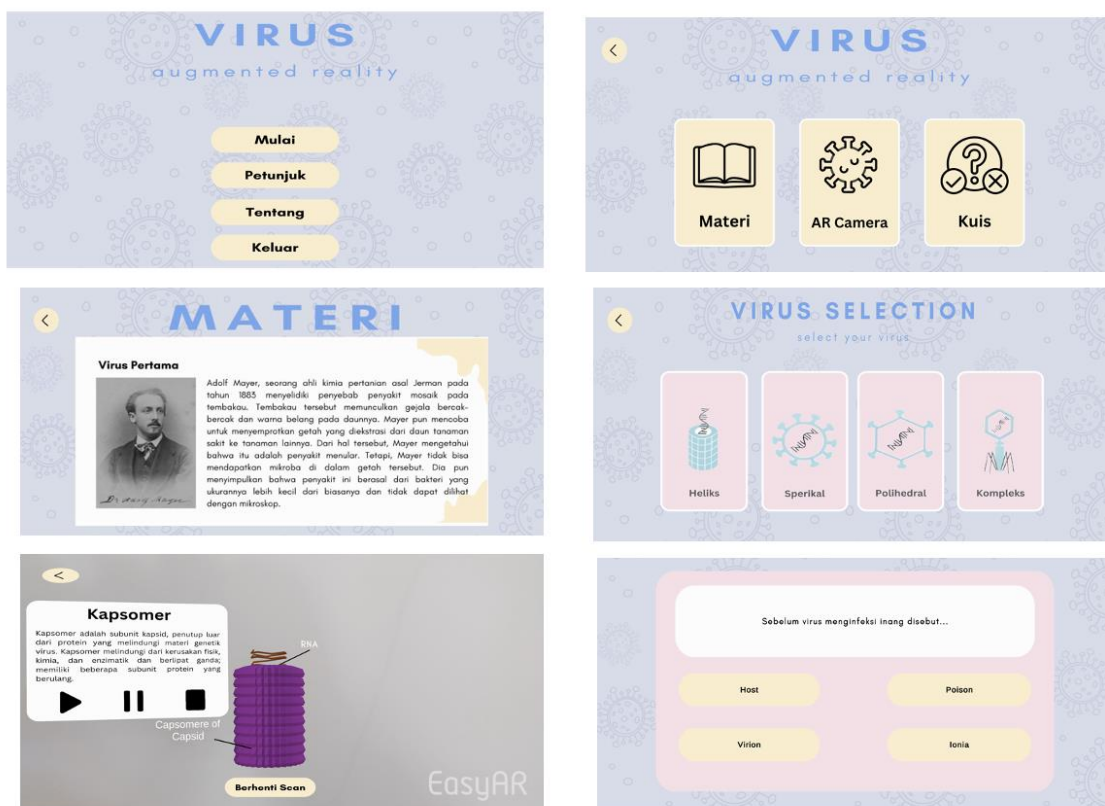 VIRUS
augmented reality
Mulai
Petunjuk
Tentang
Keluar
VIRUS
augmented reality
Materi
AR Camera
Kuis
MATERI
Virus Pertama
Adolf Mayer, seorang ahli kimia pertanian asal Jerman pada
tahun 1883 menyelidiki penyebab penyakit mosaik pada
tembakau. Tembakau tersebut memunculkan gejala bercak-
bercak dan warna belang pada daunnya. Mayer pun mencoba
untuk menyemprotkan getah yang diekstrasi dari daun tanaman
sakit ke tanaman lainnya. Dari hal tersebut, Mayer mengetahui
bahwa itu adalah penyakit menular. Tetapi, Mayer tidak bisa
mendapatkan mikroba di dalam getah tersebut. Dia pun
menyimpulkan bahwa penyakit ini berasal dari bakteri yang
ukurannya lebih kecil dari biasanya dan tidak dapat dilihat
dengan mikroskop.
VIRUS SELECTION
select your virus
Heliks
Sperikal
Polihedral
Kompleks
Kapsomer
Kapsomer adalah subunit kapsid, penutup luar
dari protein yang melindungi materi genetik
virus. Kapsomer melindungi dari kerusakan fisik,
kimia, dan enzimatik dan berlipat ganda;
memiliki beberapa subunit protein yang
berulang.
RNA
Capsomere of
Capsid
Berhenti Scan
EasyAR
Sebelum virus menginfeksi inang disebut...
Host
Poison
Virion
Ionia